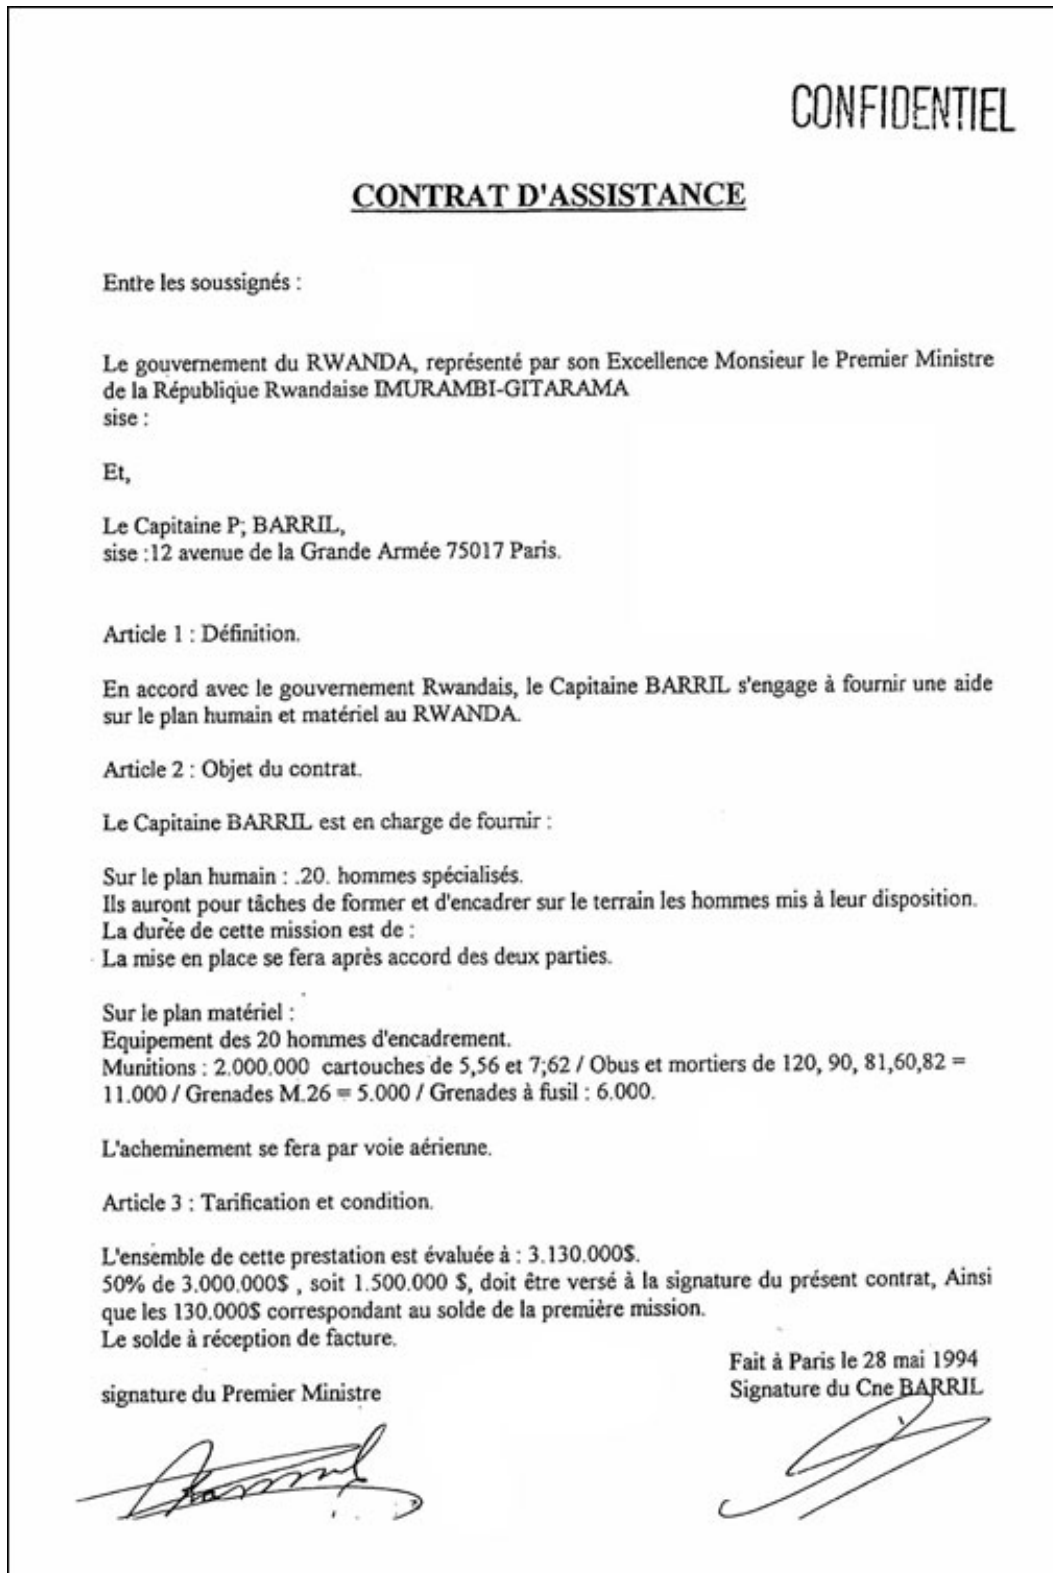 CONFIDENTIEL
CONTRAT D'ASSISTANCE
Entre les soussignés :
Le gouvernement du RWANDA, représenté par son Excellence Monsieur le Premier Ministre
de la République Rwandaise IMURAMBI-GITARAMA
sise :
Et,
Le Capitaine P; BARRIL,
sise :12 avenue de la Grande Armée 75017 Paris.
Article 1 : Définition.
En accord avec le gouvernement Rwandais, le Capitaine BARRIL s'engage à fournir une aide
sur le plan humain et matériel au RWANDA.
Article 2 : Objet du contrat.
Le Capitaine BARRIL est en charge de fournir :
Sur le plan humain : .20. hommes spécialisés.
Ils auront pour tâches de former et d'encadrer sur le terrain les hommes mis à leur disposition.
La durée de cette mission est de :
La mise en place se fera après accord des deux parties.
Sur le plan matériel :
Equipement des 20 hommes d'encadrement.
Munitions : 2.000.000 cartouches de 5,56 et 7;62 / Obus et mortiers de 120, 90, 81,60,82 =
11.000 / Grenades M.26 = 5.000 / Grenades à fusil : 6.000.
L'acheminement se fera par voie aérienne.
Article 3 : Tarification et condition.
L'ensemble de cette prestation est évaluée à : 3.130.000$.
50% de 3.000.000$ , soit 1.500.000 $, doit être versé à la signature du présent contrat, Ainsi
que les 130.000$ correspondant au solde de la première mission.
Le solde à réception de facture.
Fait à Paris le 28 mai 1994
signature du Premier Ministre
Signature du Cne BARRIL